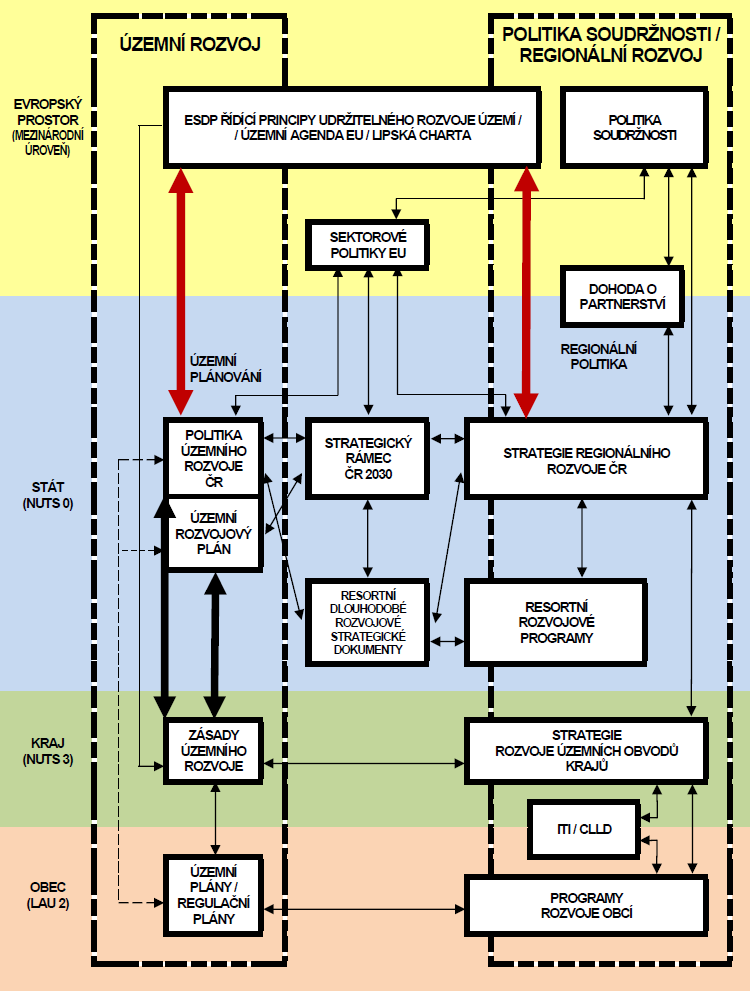 ÚZEMNÍ ROZVOJ
POLITIKA SOUDRŽNOSTI /
REGIONÁLNÍ ROZVOJ
EVROPSKÝ
PROSTOR
(MEZINÁRODNÍ
ÚROVEŇ)
ESDP ŘÍDÍCÍ PRINCIPY UDRŽITELNÉHO ROZVOJE ÚZEMÍ /
/ ÚZEMNÍ AGENDA EU / LIPSKÁ CHARTA
POLITIKA
SOUDRŽNOSTI
SEKTOROVÉ
POLITIKY EU
DOHODA O
PARTNERSTVÍ
ÚZEMNÍ
PLÁNOVÁNÍ
REGIONÁLNÍ
POLITIKA
STÁT
(NUTS 0)
POLITIKA
ÚZEMNÍHO
ROZVOJE
ČR
STRATEGICKÝ
RÁMEC
ČR 2030
STRATEGIE REGIONÁLNÍHO
ROZVOJE ČR
ÚZEMNÍ
ROZVOJOVÝ
PLÁN
RESORTNÍ
DLOUHODOBÉ
ROZVOJOVÉ
STRATEGICKÉ
DOKUMENTY
RESORTNÍ
ROZVOJOVÉ
PROGRAMY
KRAJ
(NUTS 3)
ZÁSADY
ÚZEMNÍHO
ROZVOJE
STRATEGIE
ROZVOJE ÚZEMNÍCH OBVODŮ
KRAJŮ
ITI / CLLD
OBEC
(LAU 2)
ÚZEMNÍ
PLÁNY /
REGULAČNÍ
PLÁNY
PROGRAMY
ROZVOJE OBCÍ